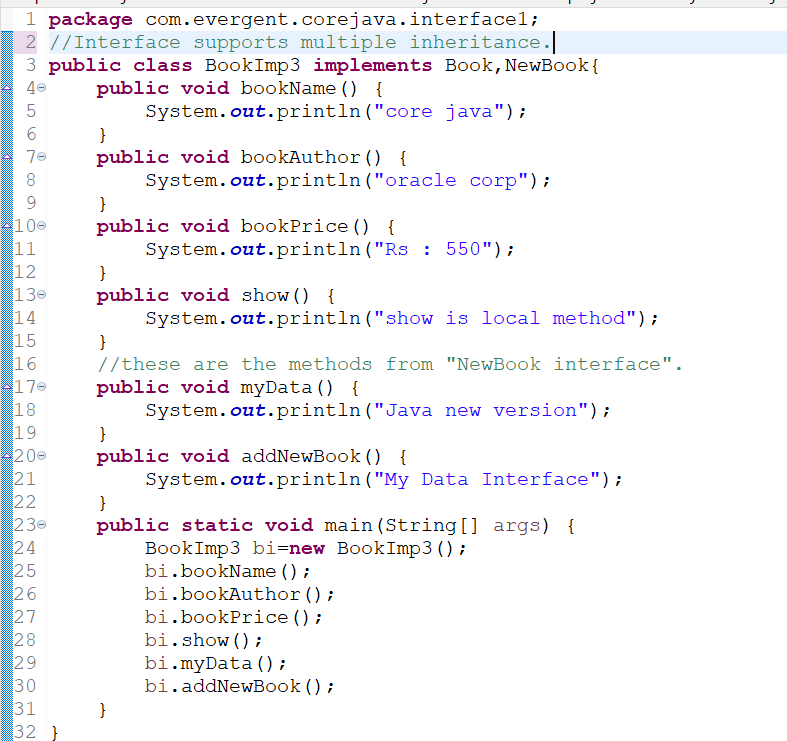 1 package com.evergent.corejava.interface1;
2 //Interface supports multiple inheritance.
3 public class BookImp3 implements Book,NewBook{
4 public void bookName() {
5 System.out.println("core java");
6 }
7 public void bookAuthor() {
8 System.out.println("oracle corp");
9 }
10 public void bookPrice() {
11 System.out.println("Rs : 550");
12 }
13 public void show() {
14 System.out.println("show is local method");
15 }
16 //these are the methods from "NewBook interface".
17 public void myData() {
18 System.out.println("Java new version");
19 }
20 public void addNewBook() {
21 System.out.println("My Data Interface");
22 }
23 public static void main(String[] args) {
24 BookImp3 bi=new BookImp3();
25 bi.bookName();
26 bi.bookAuthor();
27 bi.bookPrice();
28 bi.show();
29 bi.myData();
30 bi.addNewBook();
31 }
32 }